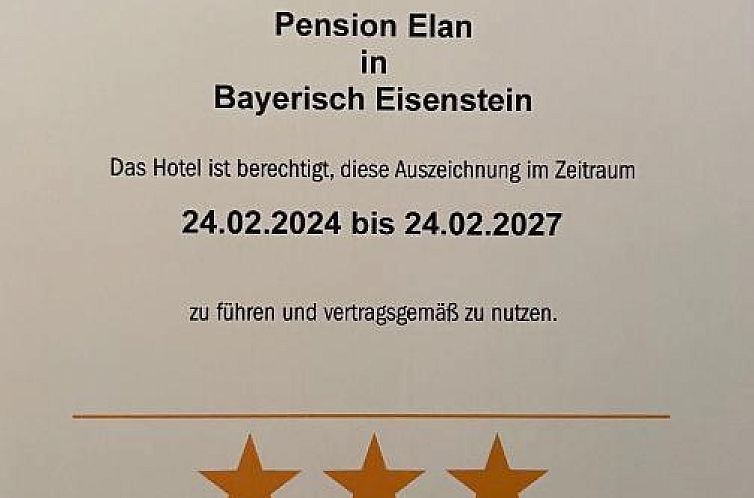 Pension Elan
in
Bayerisch Eisenstein
Das Hotel ist berechtigt, diese Auszeichnung im Zeitraum
24.02.2024 bis 24.02.2027
zu führen und vertragsgemäß zu nutzen.